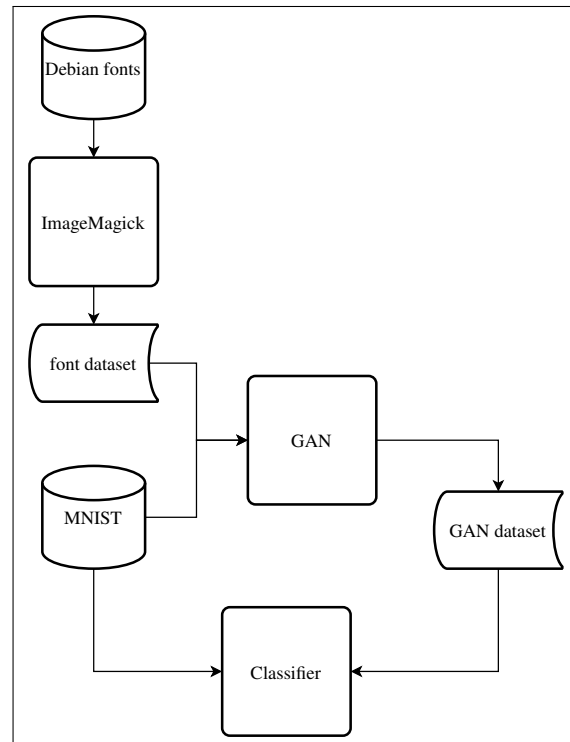 Debian fonts
ImageMagick
font dataset
GAN
MNIST
GAN dataset
Classifier